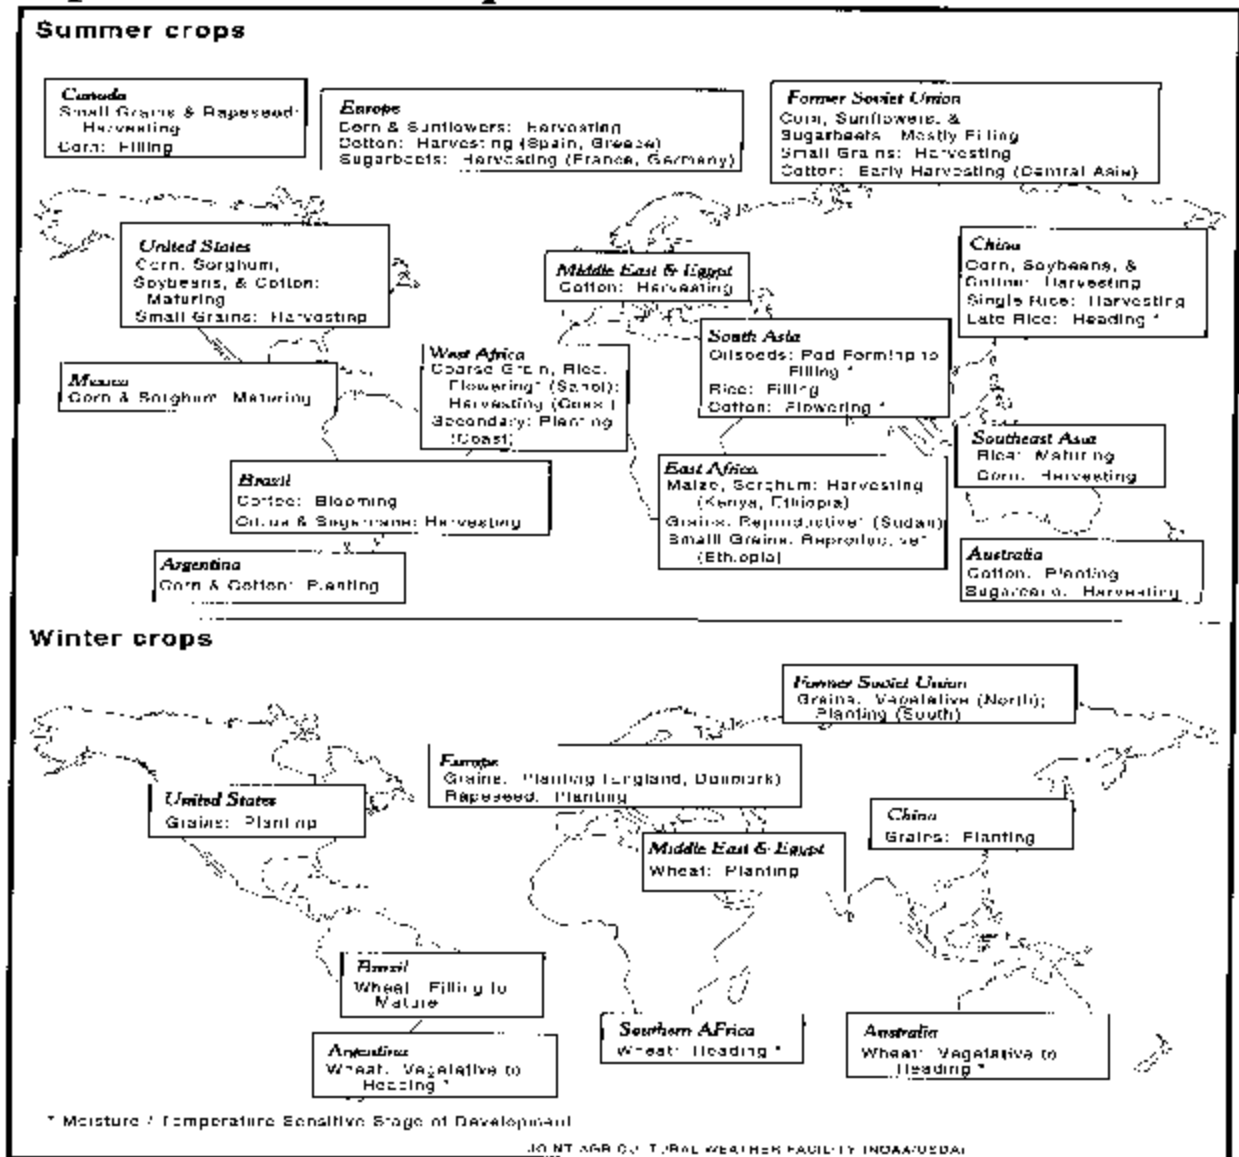 Summer crops
Canada
Small Grains & Rapeseed:
Harvesting
Corn: Filling
Europe
Corn & Sunflowers: Harvesting
Cotton: Harvesting (Spain, Greece)
Sugarbeets: Harvesting (France, Germany)
Former Soviet Union
Corn, Sunflowers, &
Sugarbeets: Mostly Filling
Small Grains: Harvesting
Cotton: Early Harvesting (Central Asia)
United States
Corn, Sorghum,
Soybeans, & Cotton:
Maturing
Small Grains: Harvesting
Middle East & Egypt
Cotton: Harvesting
China
Corn, Soybeans, &
Cotton: Harvesting
Single Rice: Harvesting
Late Rice: Heading *
Mexico
Corn & Sorghum: Maturing
West Africa
Coarse Grain, Rice:
Flowering* (Sahel);
Harvesting (Coast)
Secondary: Planting
(Coast)
South Asia
Oilseeds: Pod Forming to
Filling *
Rice: Filling
Cotton: Flowering *
Southeast Asia
Rice: Maturing
Corn: Harvesting
Brazil
Coffee: Blooming
Citrus & Sugarcane: Harvesting
East Africa
Maize, Sorghum: Harvesting
(Kenya, Ethiopia)
Grains: Reproductive* (Sudan)
Small Grains: Reproductive*
(Ethiopia)
Argentina
Corn & Cotton: Planting
Australia
Cotton: Planting
Sugarcane: Harvesting
Winter crops
Former Soviet Union
Grains: Vegetative (North);
Planting (South)
Europe
Grains: Planting (England, Denmark)
Rapeseed: Planting
United States
Grains: Planting
China
Grains: Planting
Middle East & Egypt
Wheat: Planting
Brazil
Wheat: Filling to
Mature
Southern AFrica
Wheat: Heading *
Australia
Wheat: Vegetative to
Heading *
Argentina
Wheat: Vegetative to
Heading *
* Moisture / Temperature Sensitive Stage of Development
JOINT AGRICULTURAL WEATHER FACILITY (NOAA/USDA)